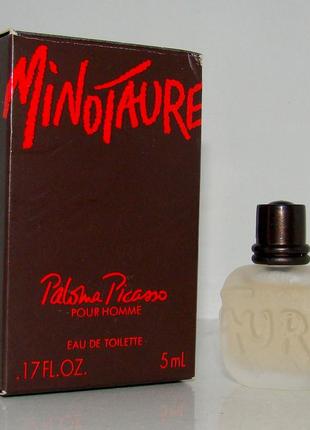 MINOTAURE
Paloma Picasso
POUR HOMME
EAU DE TOILETTE
.17 FL.OZ. 5 mL